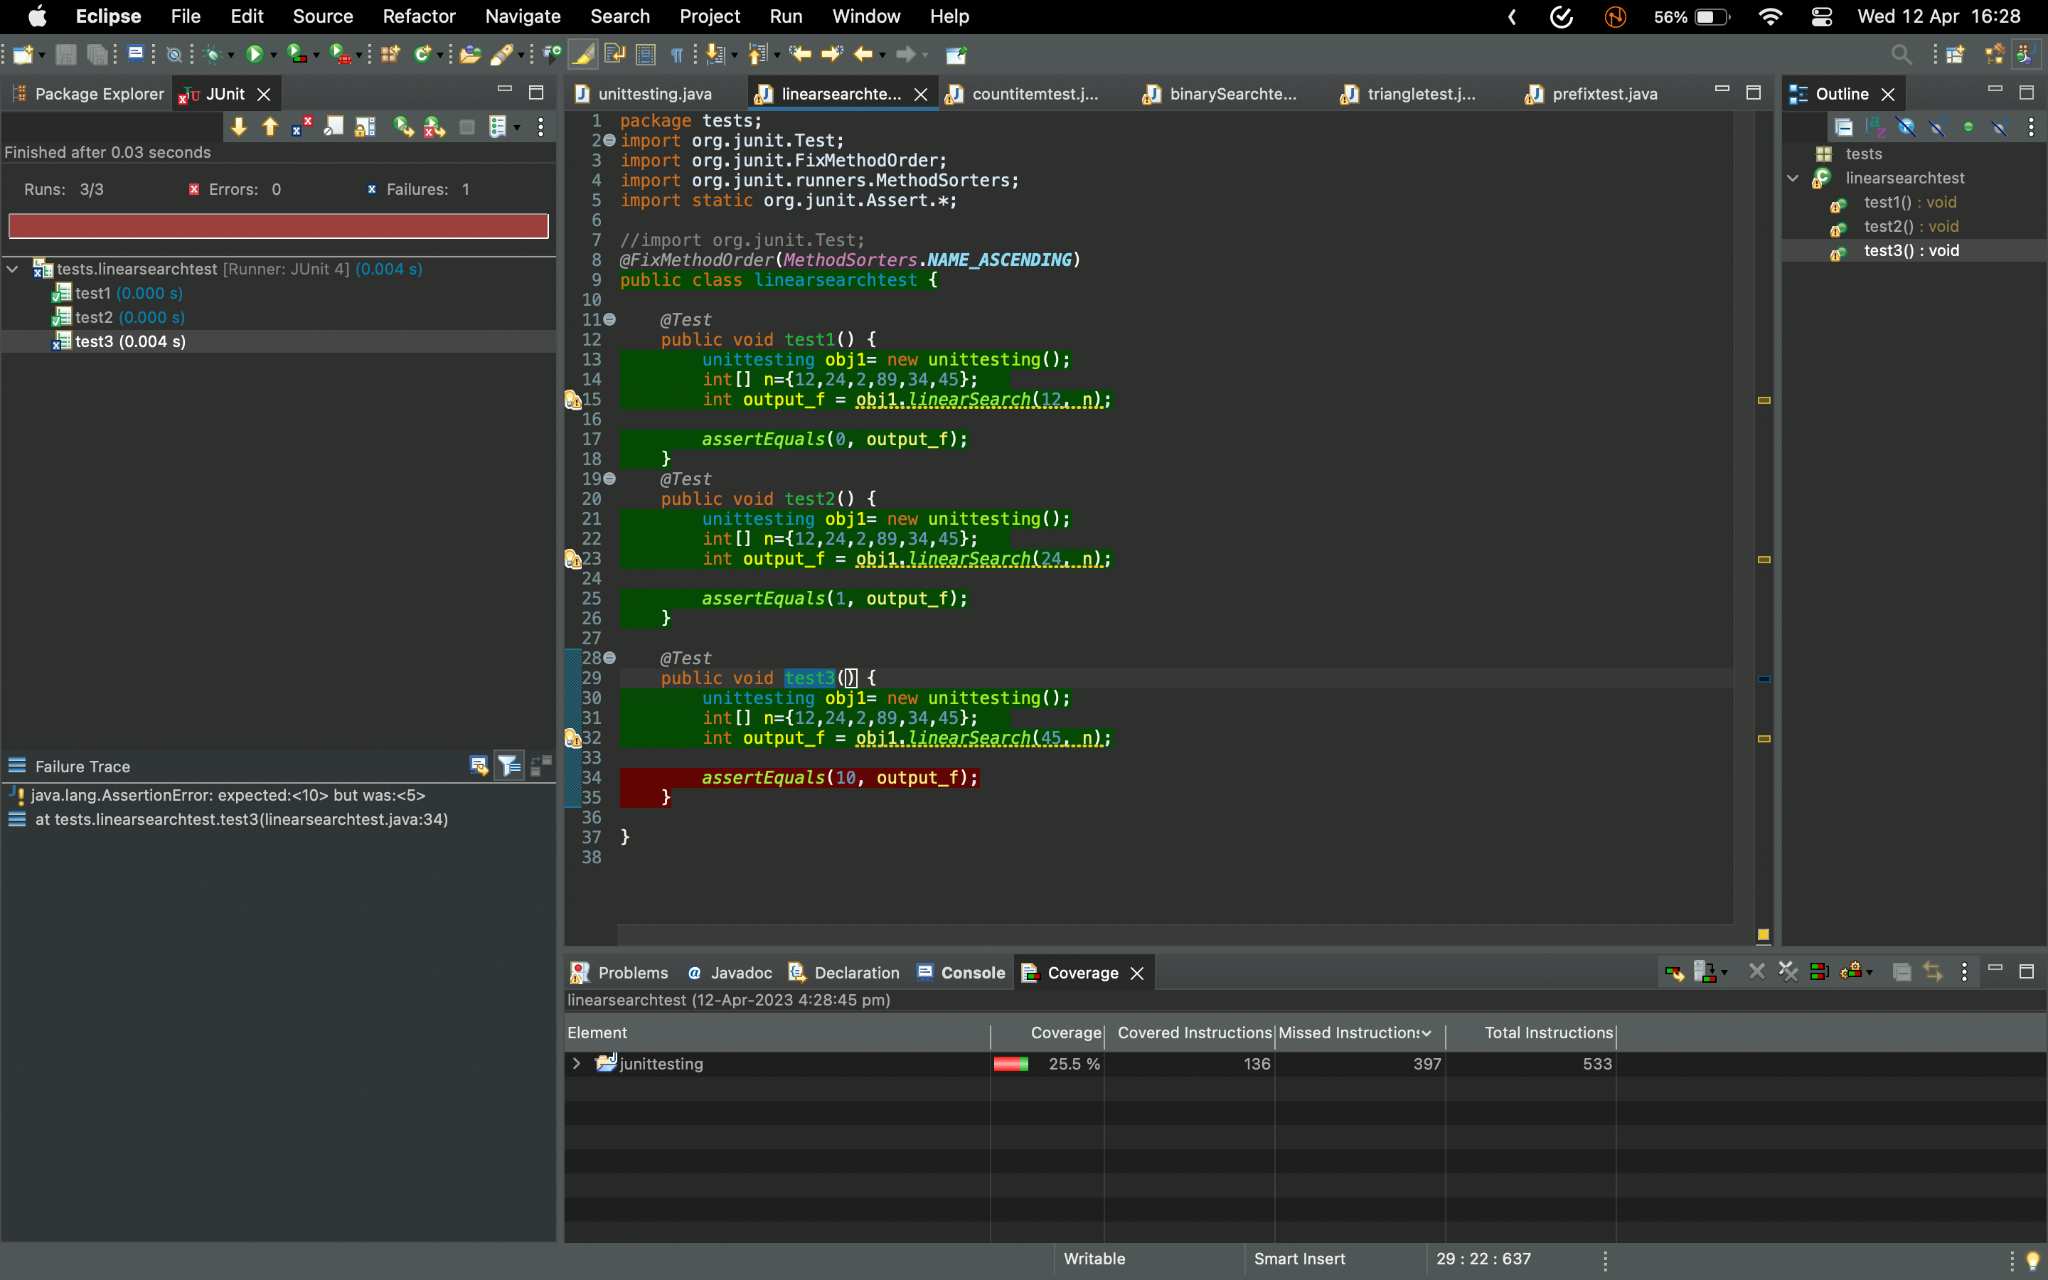 Eclipse File Edit Source Refactor Navigate Search Project Run Window Help 56% Wed 12 Apr 16:28
Package Explorer JUnit
Finished after 0.03 seconds
Runs: 3/3 Errors: 0 Failures: 1
tests.linearsearchtest [Runner: JUnit 4] (0.004 s)
test1 (0.000 s)
test2 (0.000 s)
test3 (0.004 s)
Failure Trace
java.lang.AssertionError: expected:<10> but was:<5>
at tests.linearsearchtest.test3(linearsearchtest.java:34)
unittesting.java linearsearchte... countitemtest.j... binarySearchte... triangletest.j... prefixtest.java
1 package tests;
2 import org.junit.Test;
3 import org.junit.FixMethodOrder;
4 import org.junit.runners.MethodSorters;
5 import static org.junit.Assert.*;
6
7 //import org.junit.Test;
8 @FixMethodOrder(MethodSorters.NAME_ASCENDING)
9 public class linearsearchtest {
10
11 @Test
12 public void test1() {
13 unittesting obj1= new unittesting();
14 int[] n={12,24,2,89,34,45};
15 int output_f = obj1.linearSearch(12, n);
16
17 assertEquals(0, output_f);
18 }
19 @Test
20 public void test2() {
21 unittesting obj1= new unittesting();
22 int[] n={12,24,2,89,34,45};
23 int output_f = obj1.linearSearch(24, n);
24
25 assertEquals(1, output_f);
26 }
27
28 @Test
29 public void test3() {
30 unittesting obj1= new unittesting();
31 int[] n={12,24,2,89,34,45};
32 int output_f = obj1.linearSearch(45, n);
33
34 assertEquals(10, output_f);
35 }
36
37 }
38
Outline
tests
linearsearchtest
test1() : void
test2() : void
test3() : void
Problems Javadoc Declaration Console Coverage
linearsearchtest (12-Apr-2023 4:28:45 pm)
Element Coverage Covered Instructions Missed Instructions Total Instructions
junittesting 25.5 % 136 397 533
Writable Smart Insert 29 : 22 : 637